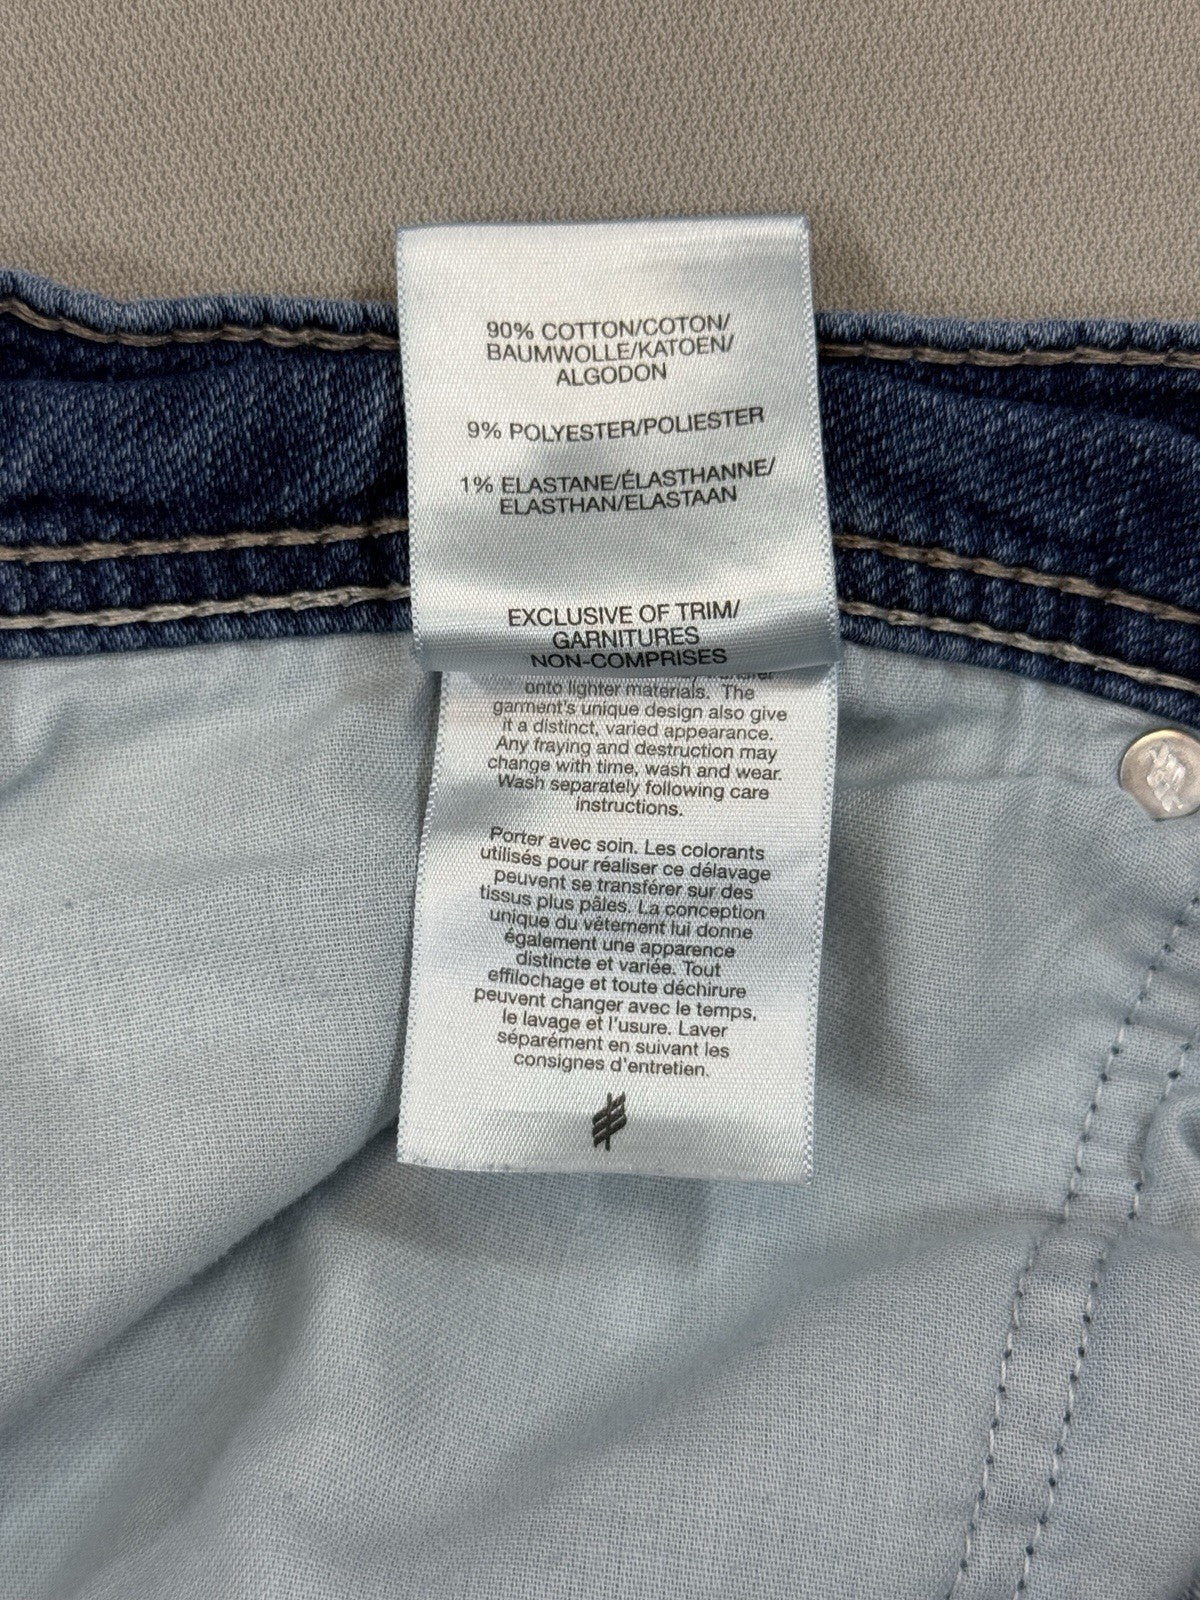 90% COTTON/COTON/
BAUMWOLLE/KATOEN/
ALGODON
9% POLYESTER/POLIESTER
1% ELASTANE/ÉLASTHANNE/
ELASTHAN/ELASTAAN
EXCLUSIVE OF TRIM/
GARNITURES
NON-COMPRISES
onto lighter materials. The
garment's unique design also give
it a distinct, varied appearance.
Any fraying and destruction may
change with time, wash and wear.
Wash separately following care
instructions.
Porter avec soin. Les colorants
utilisés pour réaliser ce délavage
peuvent se transférer sur des
tissus plus pâles. La conception
unique du vêtement lui donne
également une apparence
distincte et variée. Tout
effilochage et toute déchirure
peuvent changer avec le temps,
le lavage et l'usure. Laver
séparément en suivant les
consignes d'entretien.